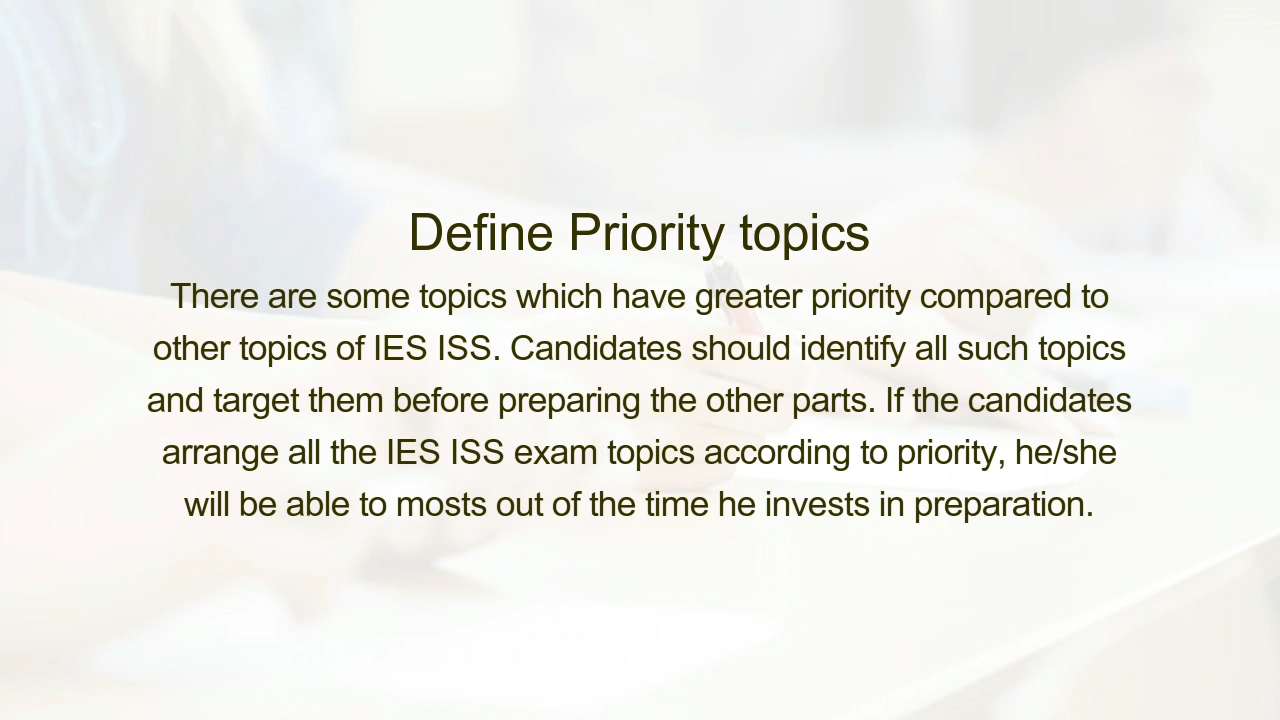 Define Priority topics
There are some topics which have greater priority compared to
other topics of IES ISS. Candidates should identify all such topics
and target them before preparing the other parts. If the candidates
arrange all the IES ISS exam topics according to priority, he/she
will be able to mosts out of the time he invests in preparation.